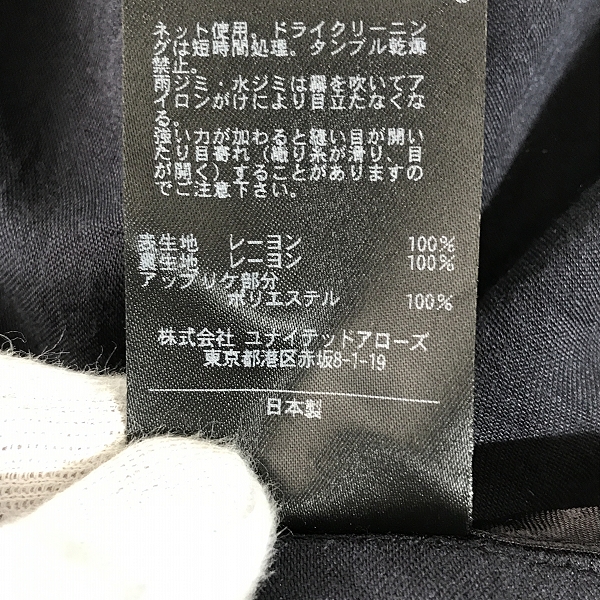 ネット使用。ドライクリーニン
グは短時間処理。タンブル乾燥
禁止。
雨ジミ・水ジミは霧を吹いてア
イロンがけにより目立たなくな
る。
強い力が加わると縫い目が開い
たり目寄れ（織り糸が滑り、目
が開く）することがありますの
でご注意下さい。
表生地 レーヨン 100%
裏生地 レーヨン 100%
アップリケ部分
ポリエステル 100%
株式会社 ユナイテッドアローズ
東京都港区赤坂8-1-19
日本製